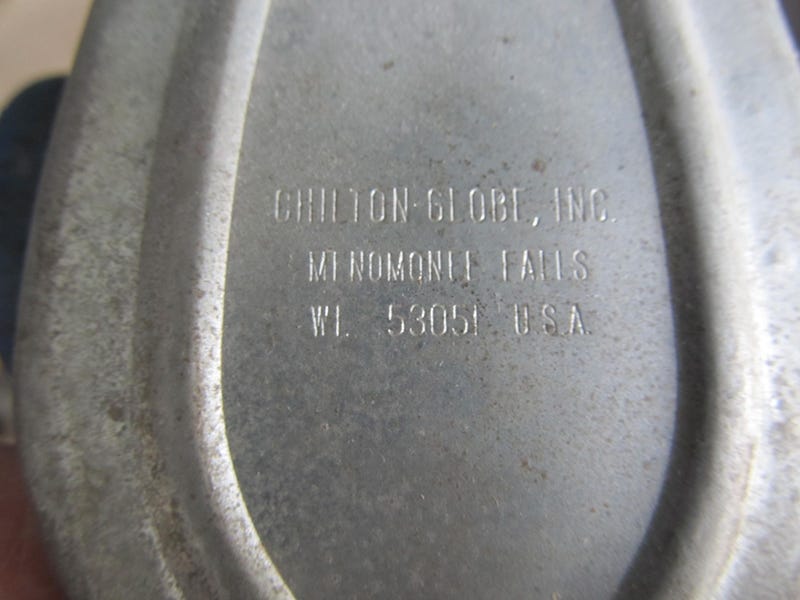 CHILTON-GLOBE, INC.
MENOMONEE FALLS
WI. 53051 U.S.A.